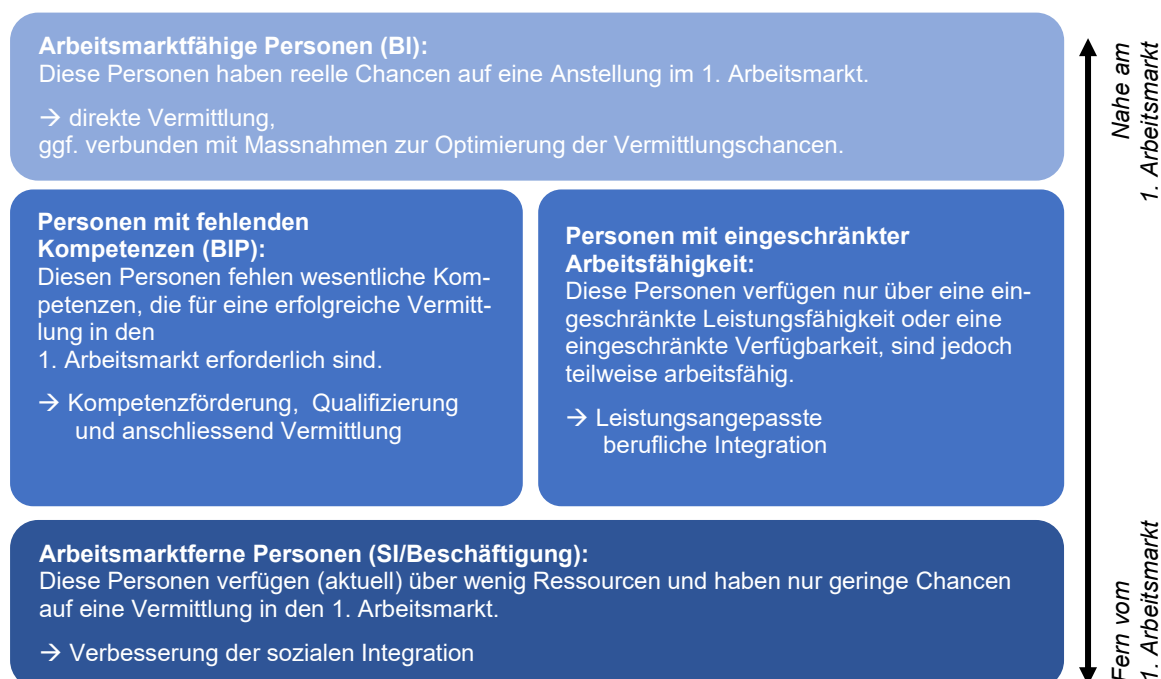 Arbeitsmarktfähige Personen (BI):
Diese Personen haben reelle Chancen auf eine Anstellung im 1. Arbeitsmarkt.
→ direkte Vermittlung,
ggf. verbunden mit Massnahmen zur Optimierung der Vermittlungschancen.
Nahe am
1. Arbeitsmarkt
Personen mit fehlenden
Kompetenzen (BIP):
Diesen Personen fehlen wesentliche Kom-
petenzen, die für eine erfolgreiche Vermitt-
lung in den
1. Arbeitsmarkt erforderlich sind.
→ Kompetenzförderung, Qualifizierung
und anschliessend Vermittlung
Personen mit eingeschränkter
Arbeitsfähigkeit:
Diese Personen verfügen nur über eine ein-
geschränkte Leistungsfähigkeit oder eine
eingeschränkte Verfügbarkeit, sind jedoch
teilweise arbeitsfähig.
→ Leistungsangepasste
berufliche Integration
Arbeitsmarktferne Personen (SI/Beschäftigung):
Diese Personen verfügen (aktuell) über wenig Ressourcen und haben nur geringe Chancen
auf eine Vermittlung in den 1. Arbeitsmarkt.
→ Verbesserung der sozialen Integration
Fern vom
1. Arbeitsmarkt